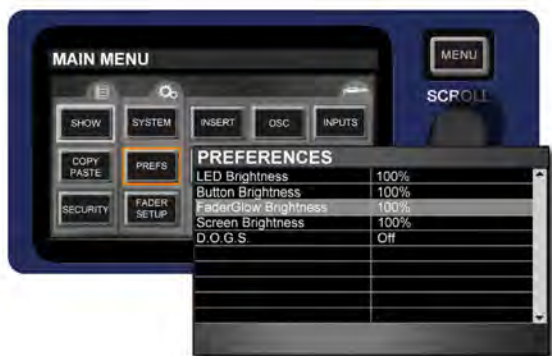 MAIN MENU
MENU
SCROLL
SHOW
SYSTEM
INSERT
OSC
INPUTS
COPY
PASTE
PREFS
SECURITY
FADER
SETUP
PREFERENCES
LED Brightness 100%
Button Brightness 100%
FaderGlow Brightness 100%
Screen Brightness 100%
D.O.G.S. Off